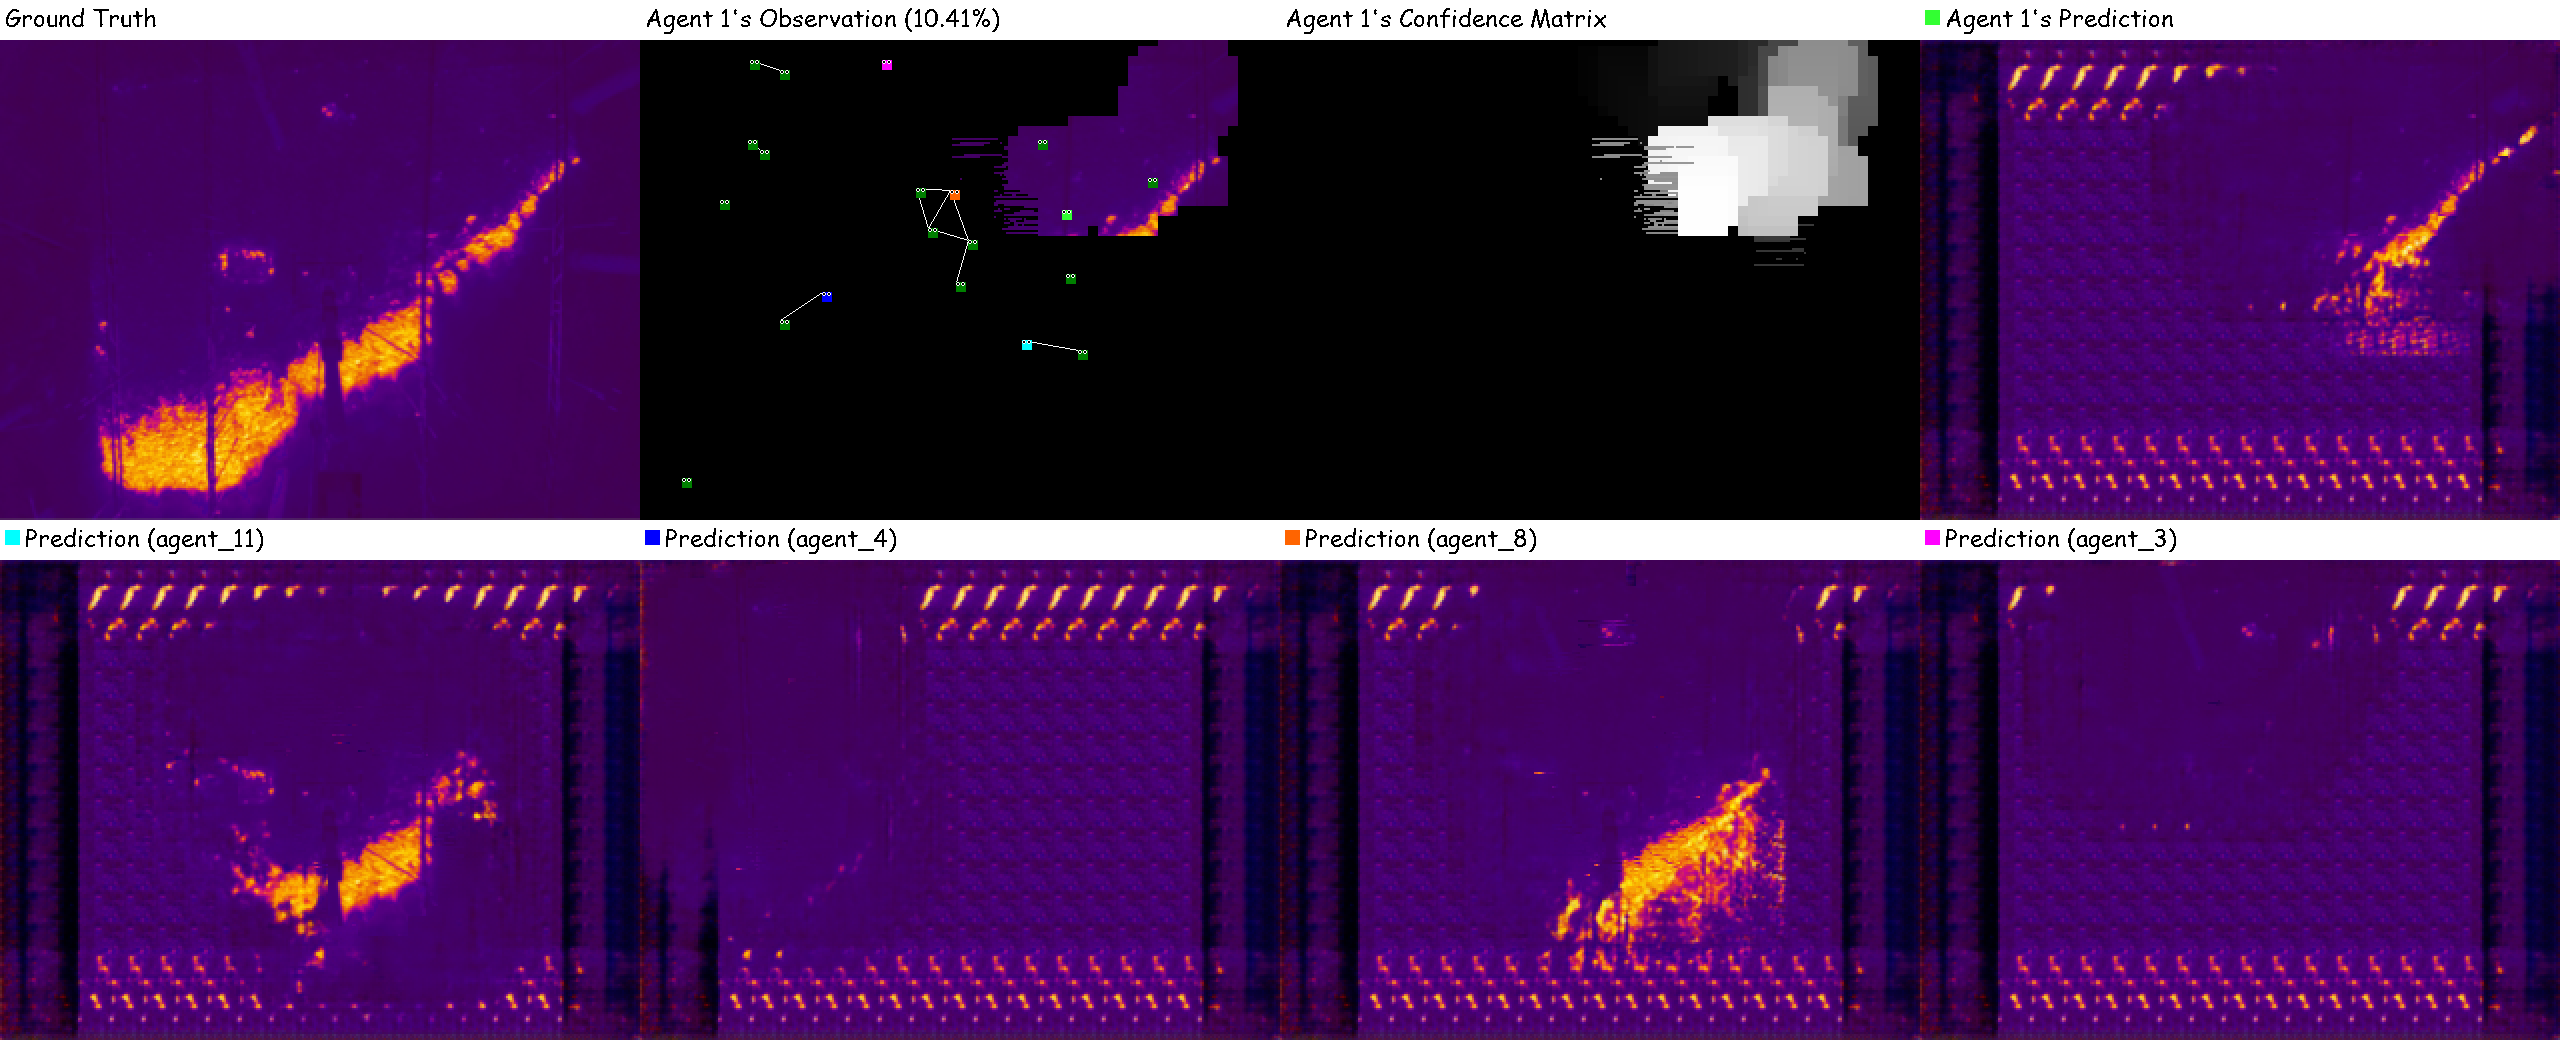 Ground Truth
Agent 1's Observation (10.41%)
Agent 1's Confidence Matrix
Agent 1's Prediction
Prediction (agent_11)
Prediction (agent_4)
Prediction (agent_8)
Prediction (agent_3)